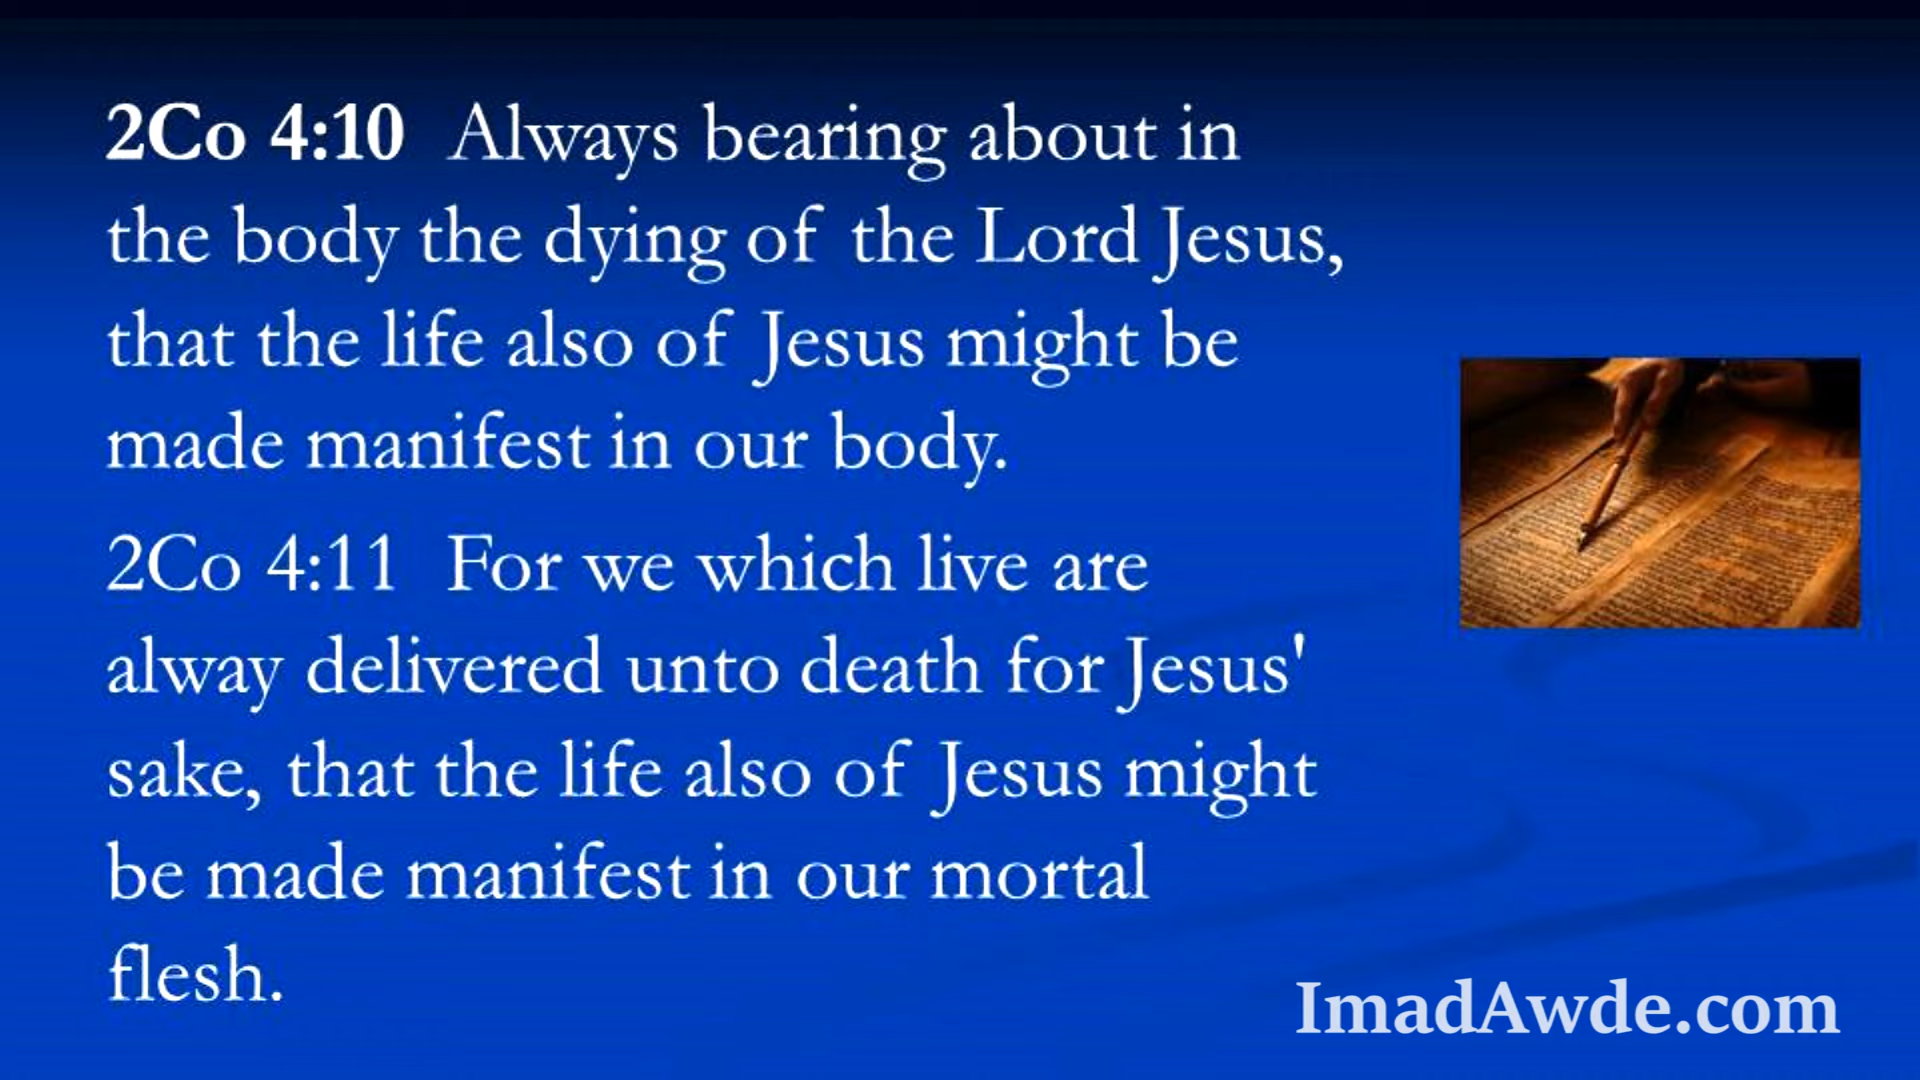 2Co 4:10  Always bearing about in
the body the dying of the Lord Jesus,
that the life also of Jesus might be
made manifest in our body.
2Co 4:11  For we which live are
alway delivered unto death for Jesus'
sake, that the life also of Jesus might
be made manifest in our mortal
flesh.
ImadAwde.com